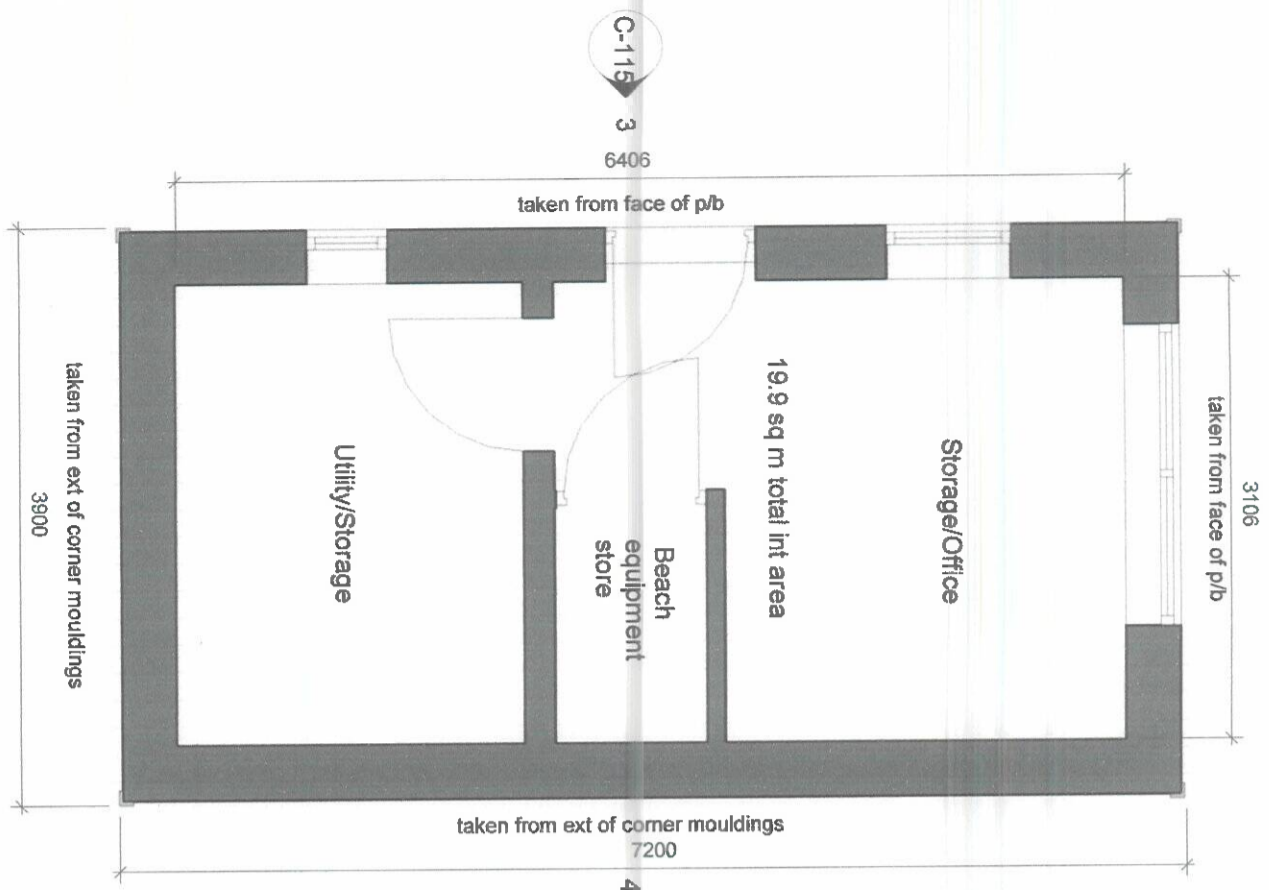 C-115
3
6406
taken from face of p/b
3106
taken from face of p/b
Storage/Office
19.9 sq m total int area
Beach
equipment
store
Utility/Storage
taken from ext of corner mouldings
3900
taken from ext of corner mouldings
7200
4